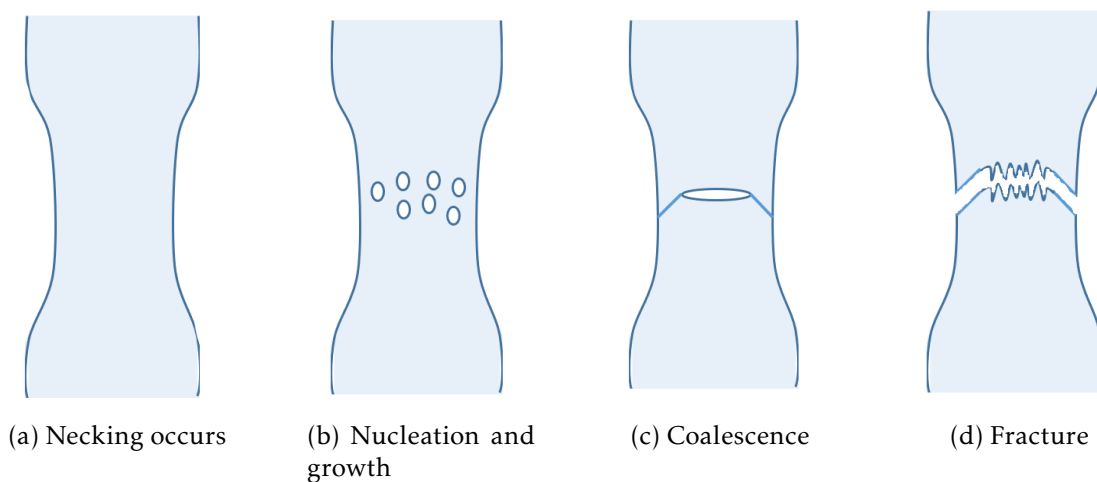 (a) Necking occurs
(b) Nucleation and
growth
(c) Coalescence
(d) Fracture